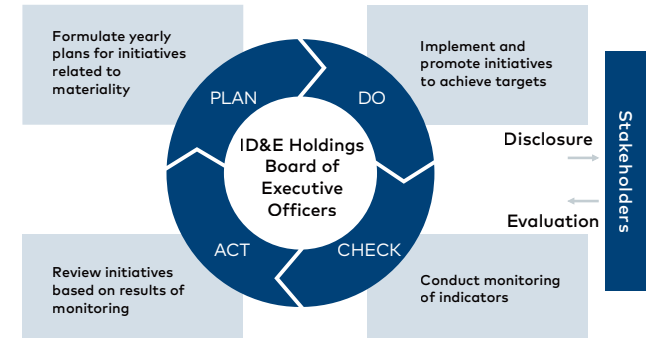 Formulate yearly
plans for initiatives
related to
materiality
PLAN
DO
Implement and
promote initiatives
to achieve targets
ID&E Holdings
Board of
Executive
Officers
Disclosure
Evaluation
Stakeholders
ACT
CHECK
Review initiatives
based on results of
monitoring
Conduct monitoring
of indicators